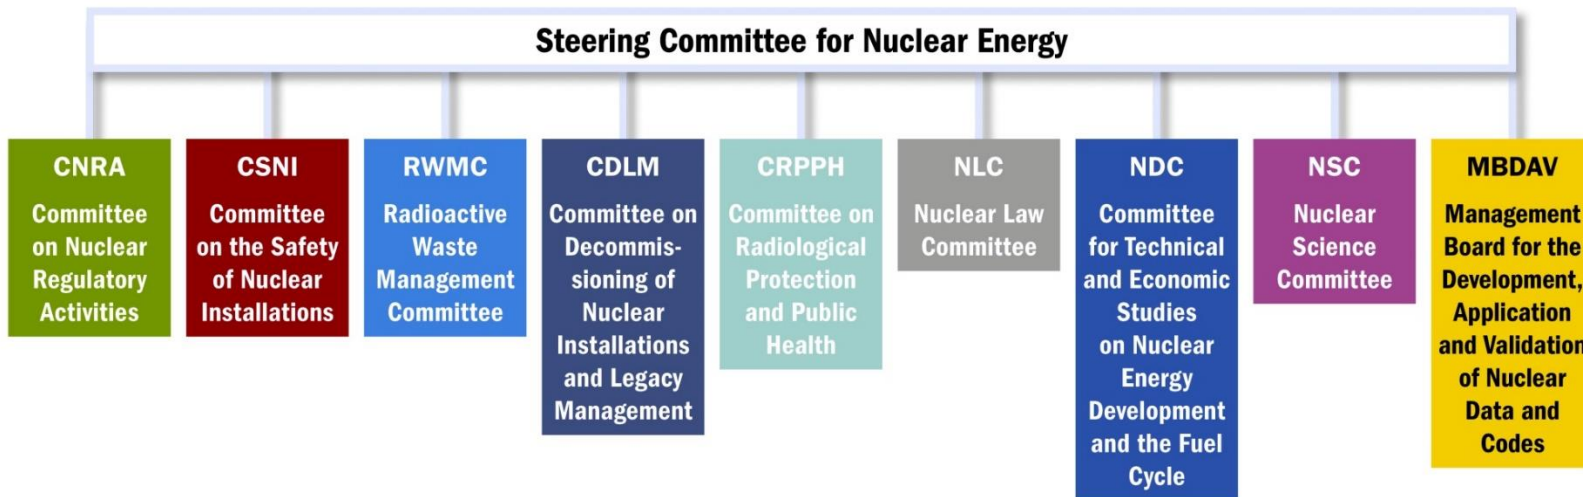 Steering Committee for Nuclear Energy
CNRA
Committee
on Nuclear
Regulatory
Activities
CSNI
Committee
on the Safety
of Nuclear
Installations
RWMC
Radioactive
Waste
Management
Committee
CDLM
Committee on
Decommis-
sioning of
Nuclear
Installations
and Legacy
Management
CRPPH
Committee on
Radiological
Protection
and Public
Health
NLC
Nuclear Law
Committee
NDC
Committee
for Technical
and Economic
Studies
on Nuclear
Energy
Development
and the Fuel
Cycle
NSC
Nuclear
Science
Committee
MBDAV
Management
Board for the
Development,
Application
and Validation
of Nuclear
Data and
Codes